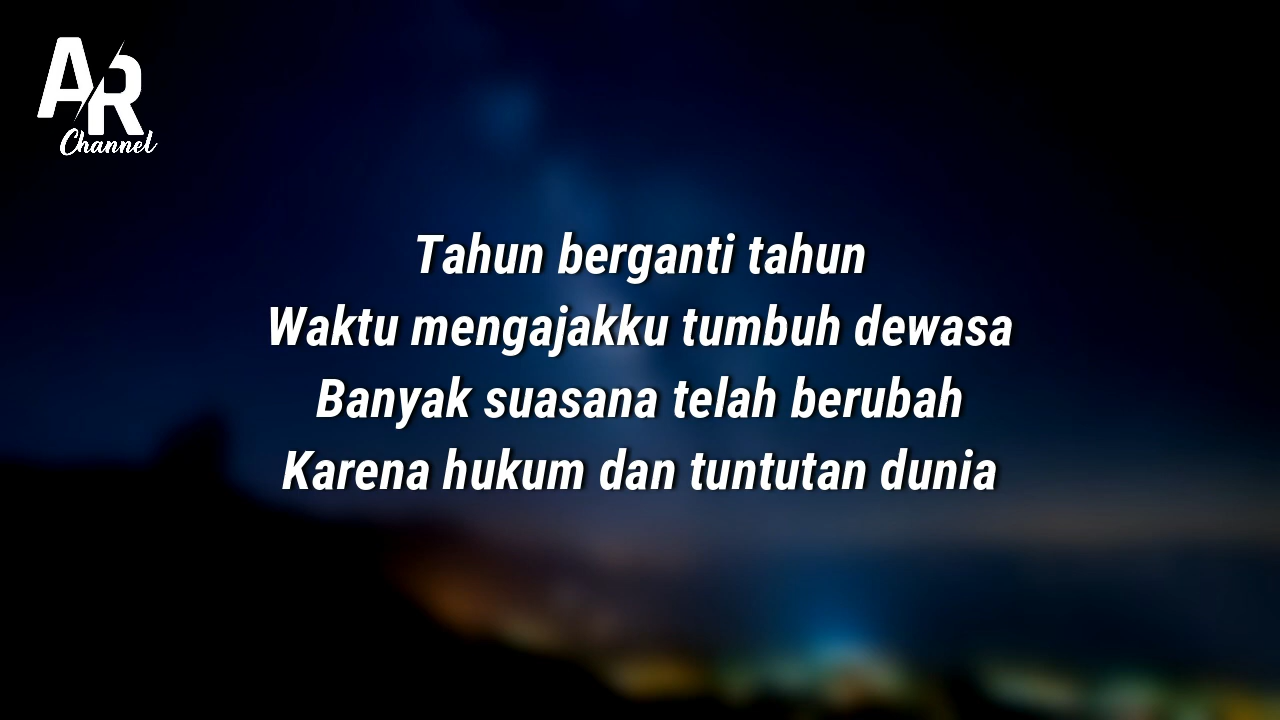 AR
Channel
Tahun berganti tahun
Waktu mengajakku tumbuh dewasa
Banyak suasana telah berubah
Karena hukum dan tuntutan dunia